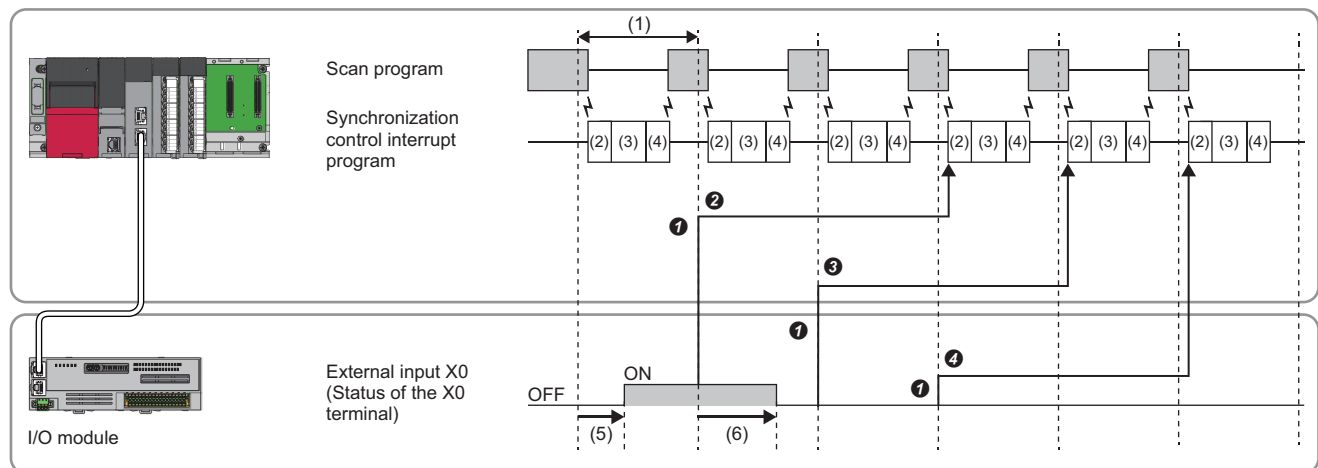 (1)
Scan program
Synchronization
control interrupt
program
(2) (3) (4) (2) (3) (4) (2) (3) (4) (2) (3) (4) (2) (3) (4) (2) (3) (4)
❷
❶
❸
❶
❹
❶
External input X0
(Status of the X0
terminal)
ON
OFF
(5)
(6)
I/O module